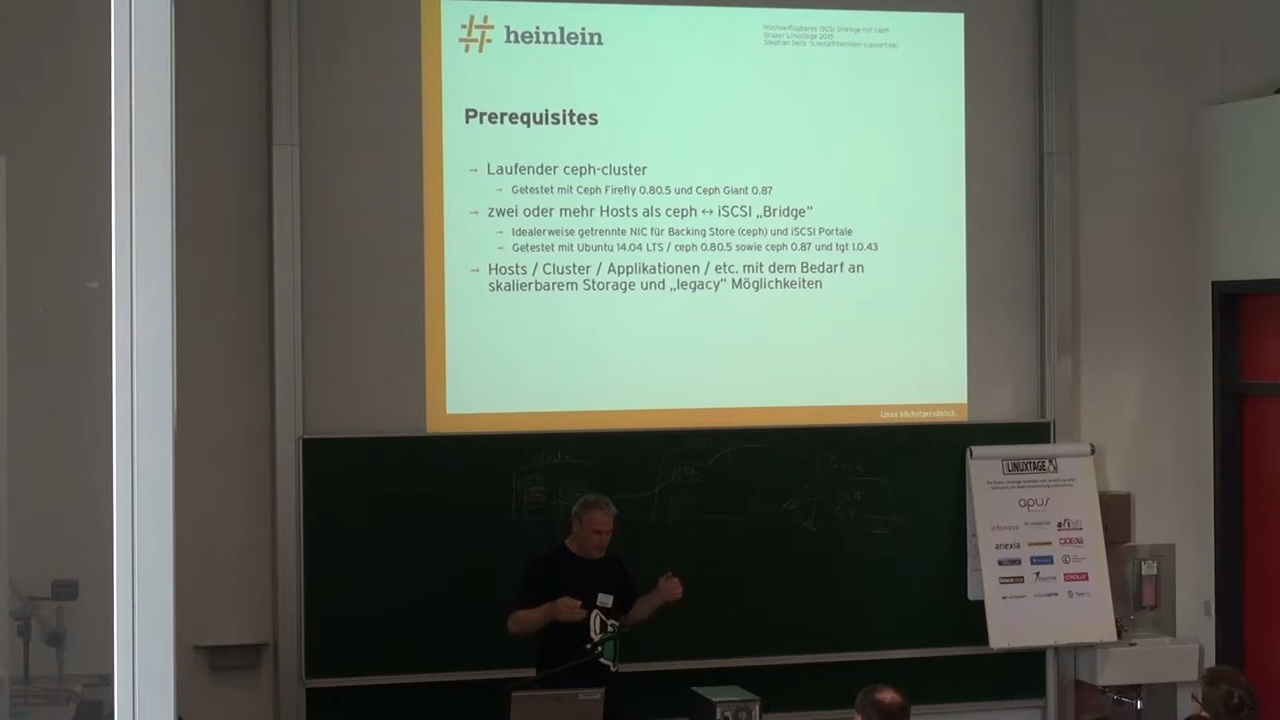 heinlein
Hochverfügbares iSCSI Storage mit ceph
Grazer Linuxtage 2015
Prerequisites
→ Laufender ceph-cluster
→ Getestet mit Ceph Firefly 0.80.5 und Ceph Giant 0.87
→ zwei oder mehr Hosts als ceph ↔ iSCSI „Bridge“
→ Idealerweise getrennte NIC für Backing Store (ceph) und iSCSI Portale
→ Getestet mit Ubuntu 14.04 LTS / ceph 0.80.5 sowie ceph 0.87 und tgt 1.0.43
→ Hosts / Cluster / Applikationen / etc. mit dem Bedarf an
skalierbarem Storage und „legacy“ Möglichkeiten
Linux höchstpersönlich.
LINUXTAGE
apus
infonova
anexia